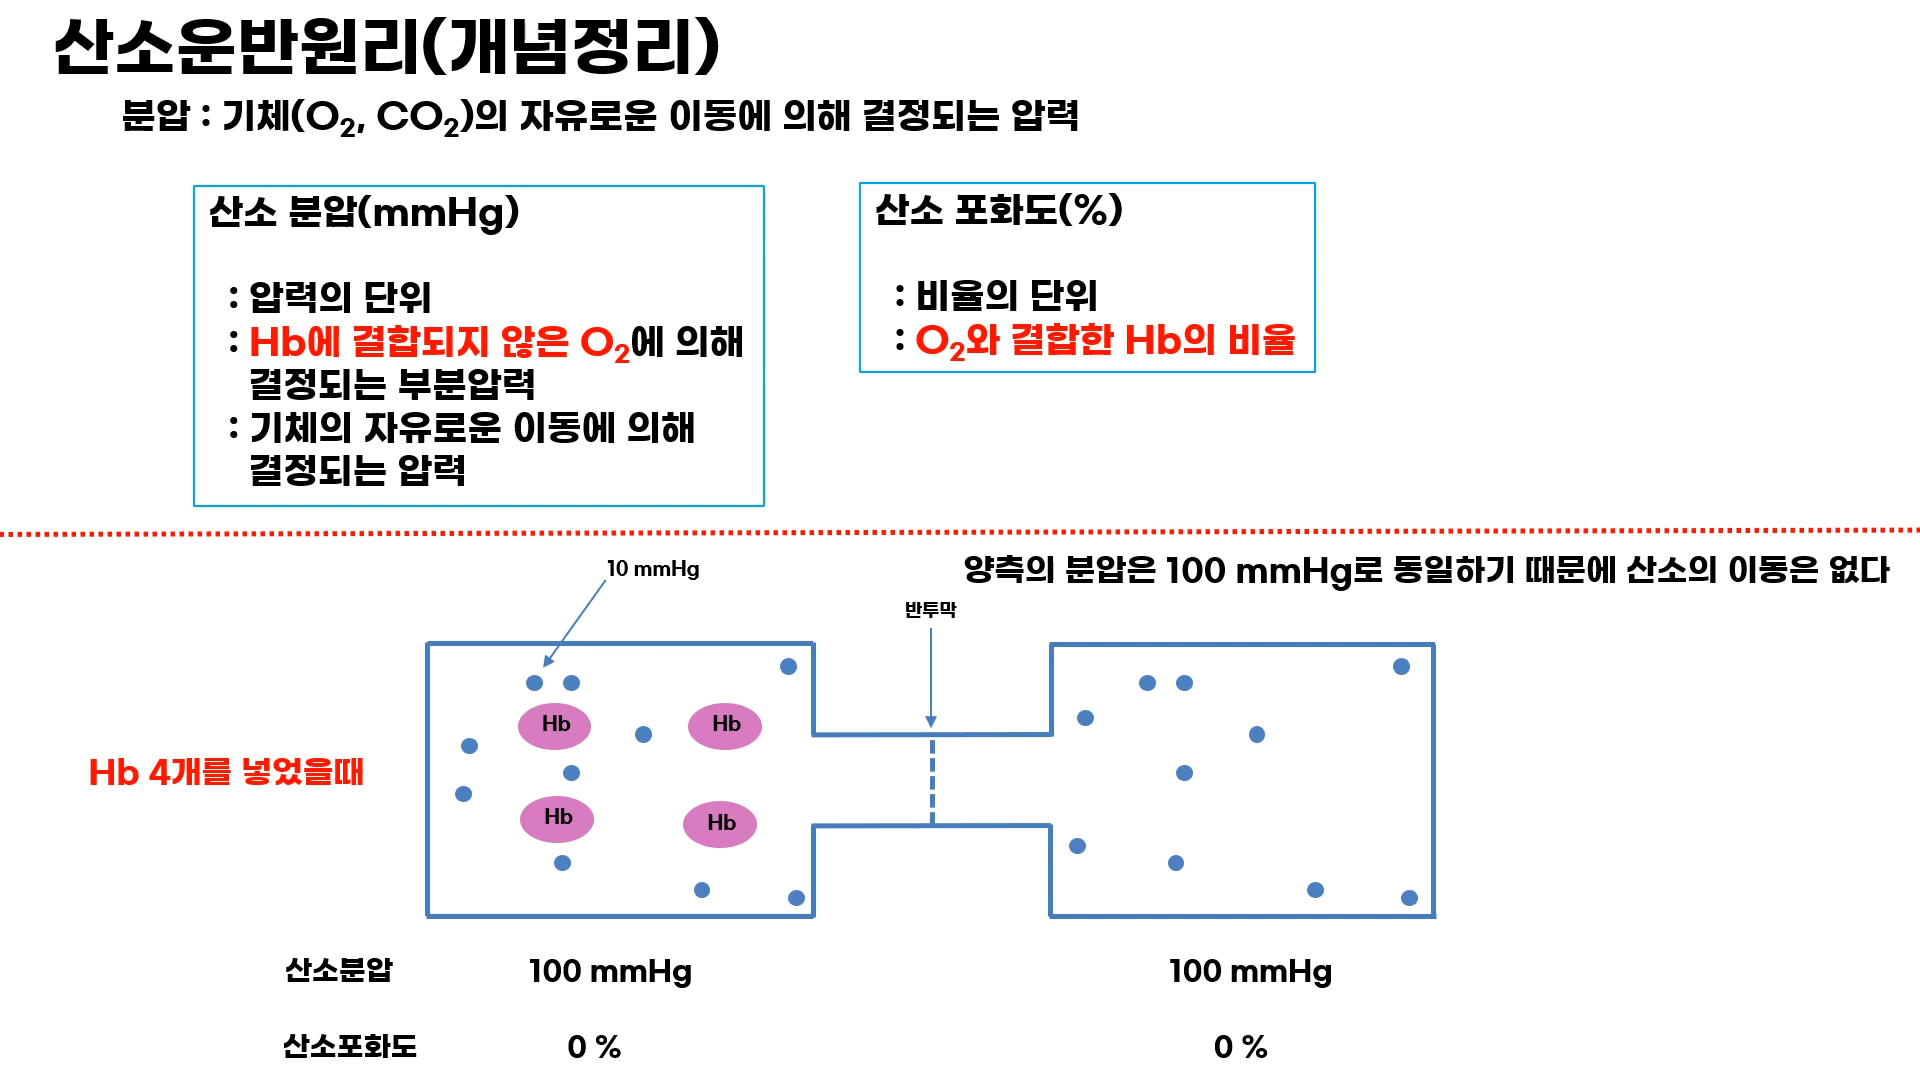 산소운반원리(개념정리)
분압 : 기체(O₂, CO₂)의 자유로운 이동에 의해 결정되는 압력
산소 분압(mmHg)
: 압력의 단위
: Hb에 결합되지 않은 O₂에 의해
결정되는 부분압력
: 기체의 자유로운 이동에 의해
결정되는 압력
산소 포화도(%)
: 비율의 단위
: O₂와 결합한 Hb의 비율
10 mmHg
양측의 분압은 100 mmHg로 동일하기 때문에 산소의 이동은 없다
반투막
Hb Hb
Hb 4개를 넣었을때
Hb Hb
산소분압 100 mmHg 100 mmHg
산소포화도 0 % 0 %